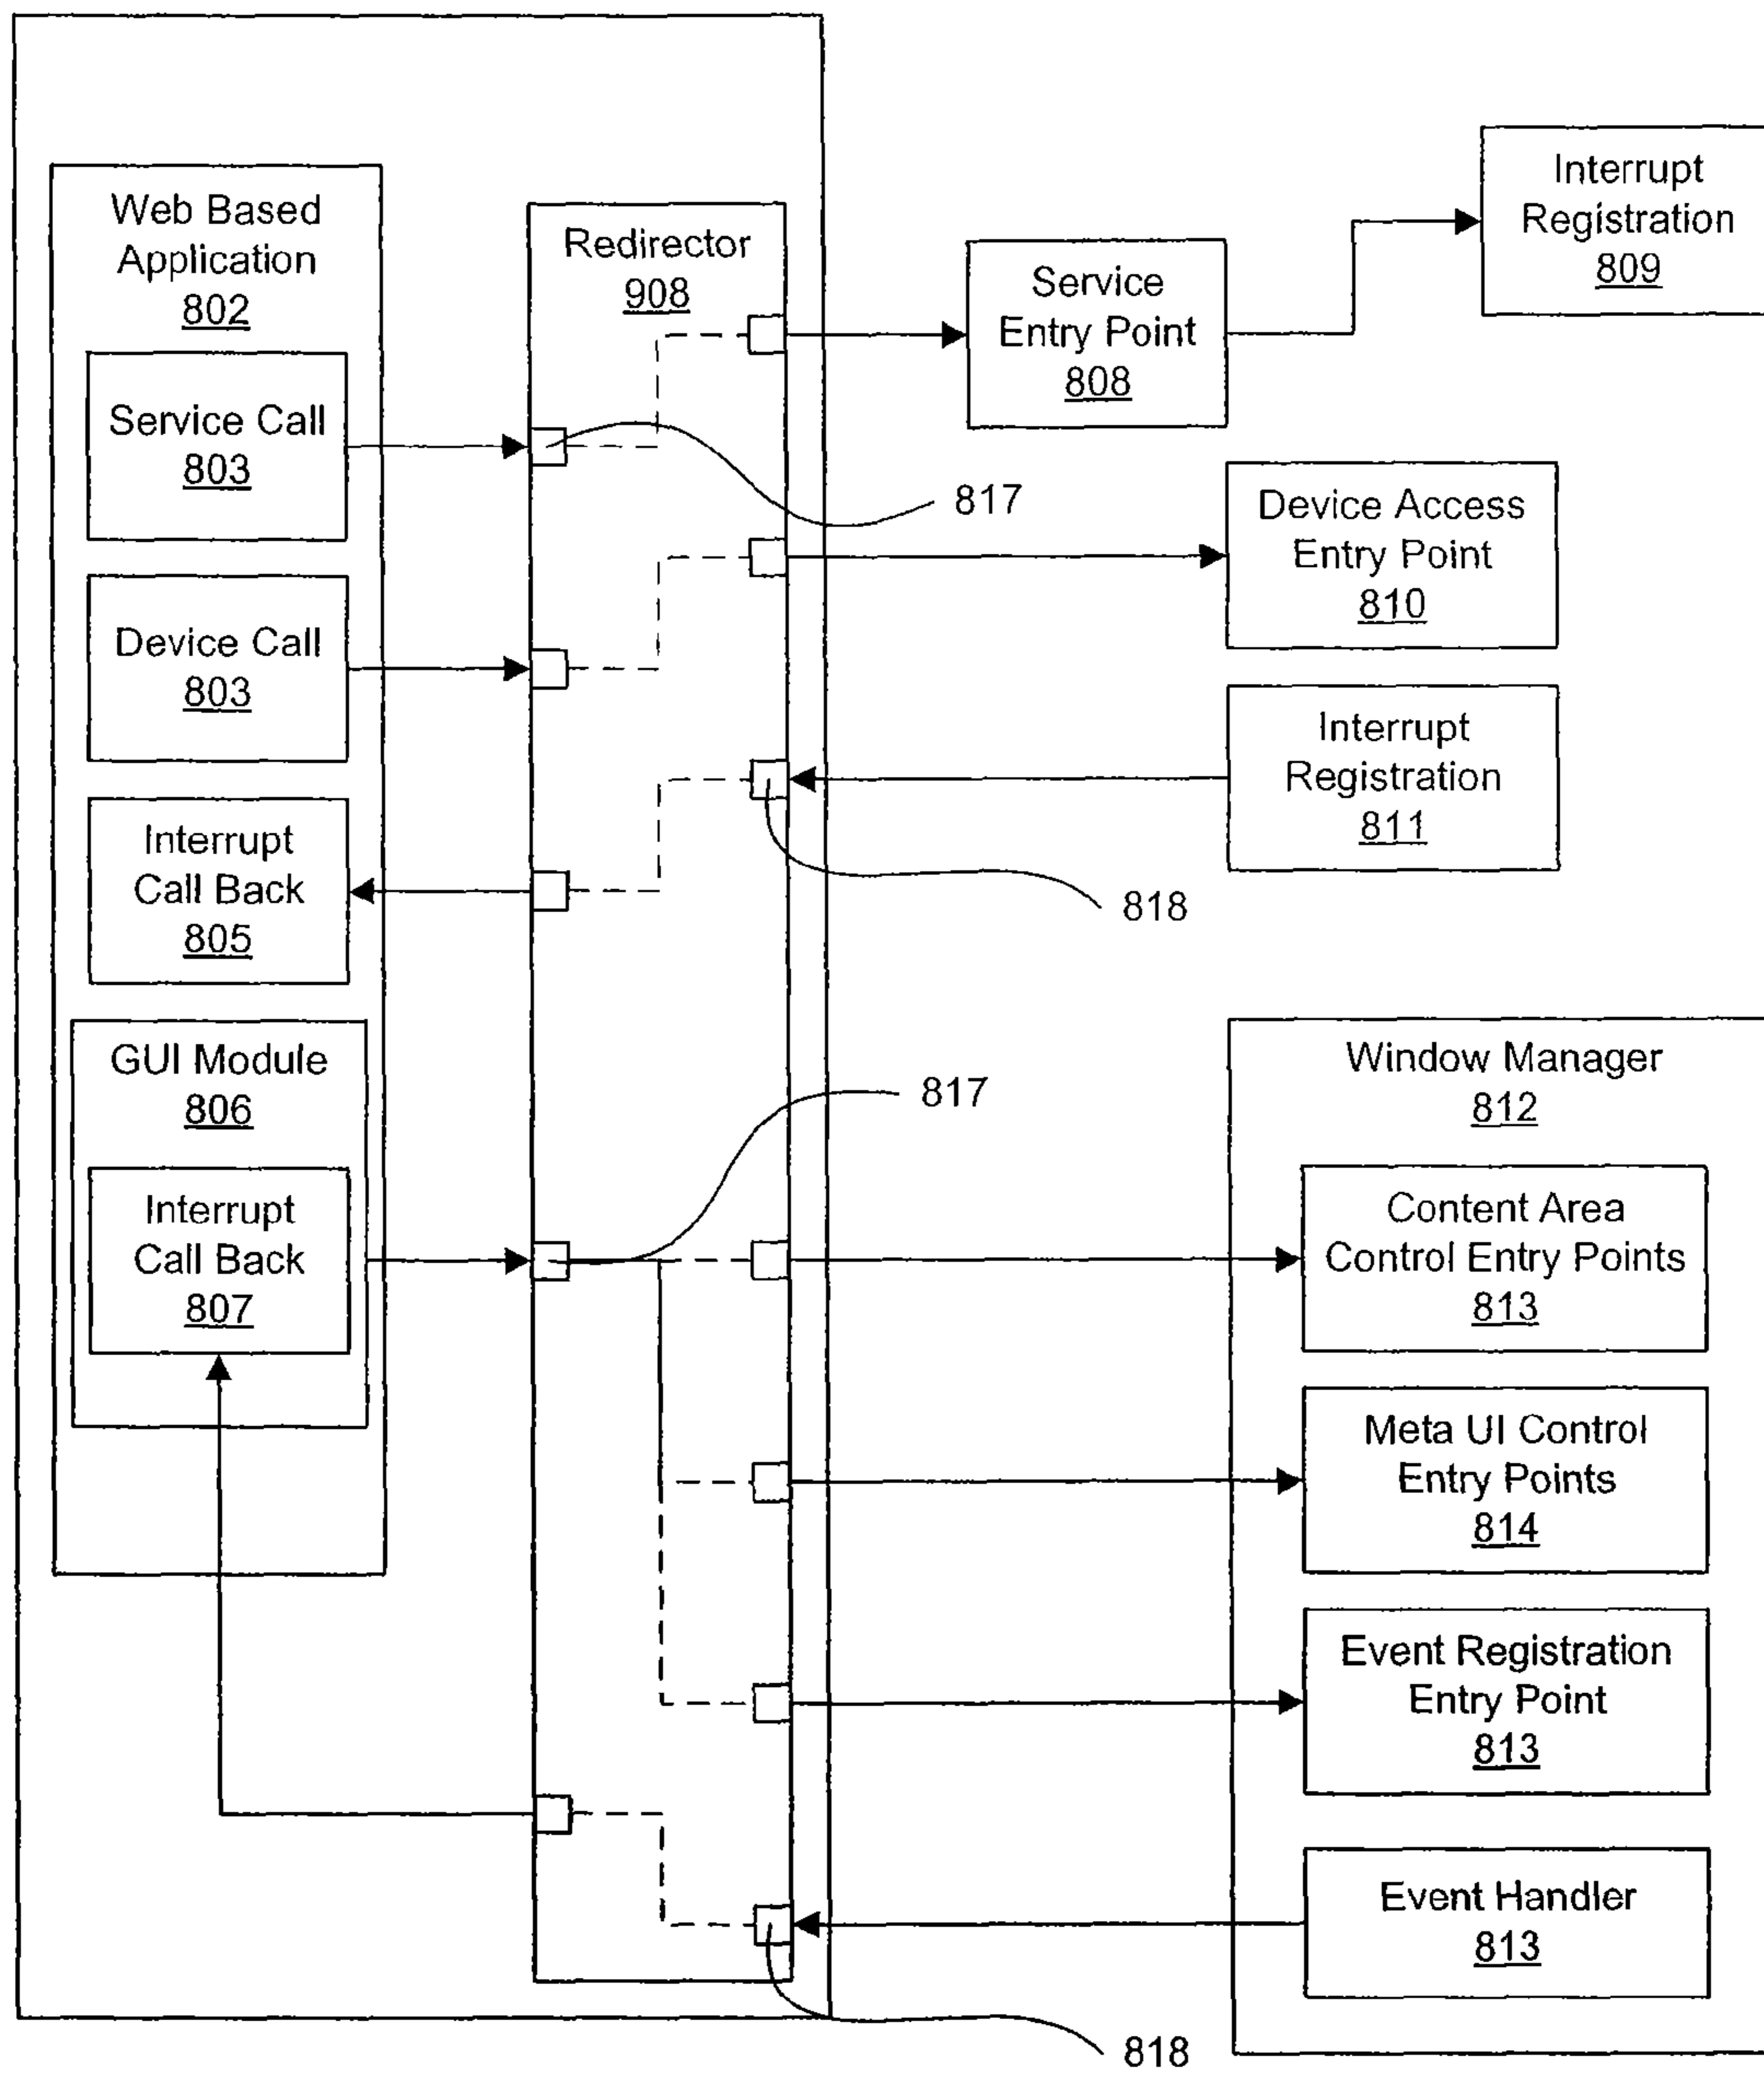 Web Based
Application
802
Service Call
803
Device Call
803
Interrupt
Call Back
805
GUI Module
806
Interrupt
Call Back
807
Redirector
908
817
818
817
818
Service
Entry Point
808
Interrupt
Registration
809
Device Access
Entry Point
810
Interrupt
Registration
811
Window Manager
812
Content Area
Control Entry Points
813
Meta UI Control
Entry Points
814
Event Registration
Entry Point
813
Event Handler
813